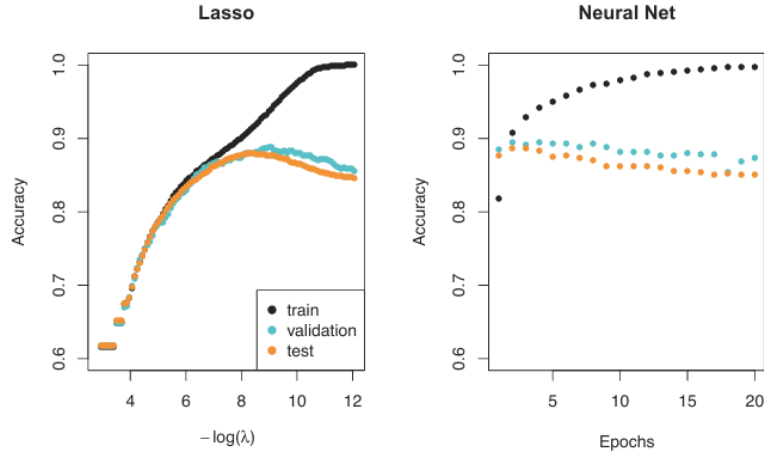 Lasso
Accuracy
0.6 0.7 0.8 0.9 1.0
4 6 8 10 12
−log(λ)
train
validation
test
Neural Net
Accuracy
0.6 0.7 0.8 0.9 1.0
5 10 15 20
Epochs